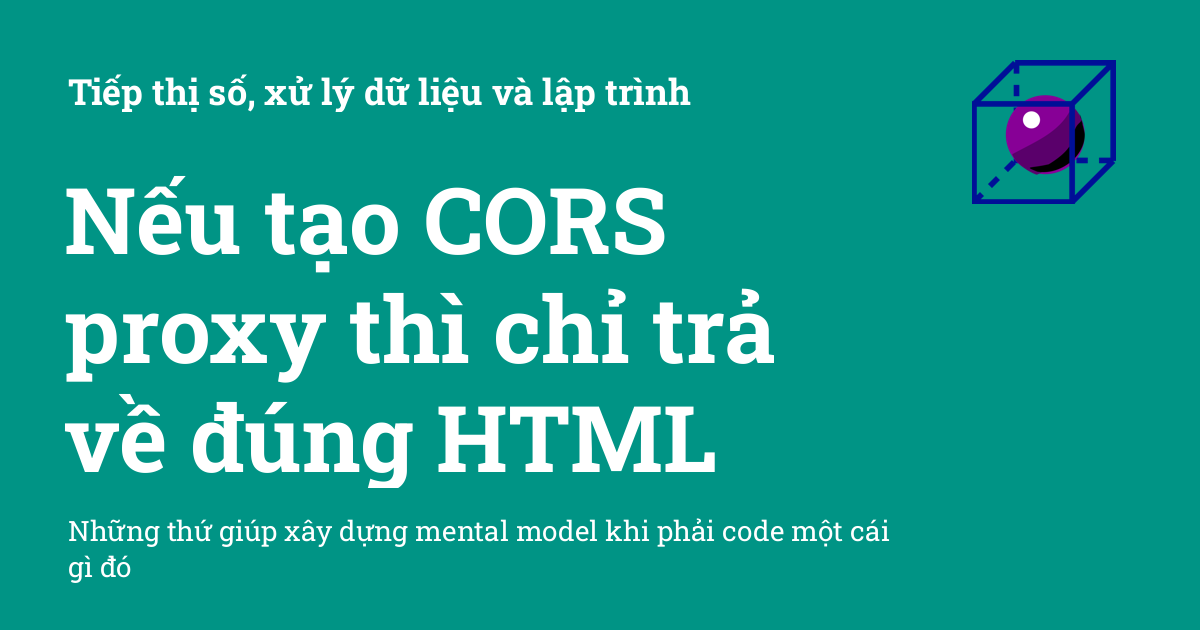 Tiếp thị số, xử lý dữ liệu và lập trình
Nếu tạo CORS
proxy thì chỉ trả
về đúng HTML
Những thứ giúp xây dựng mental model khi phải code một cái
gì đó